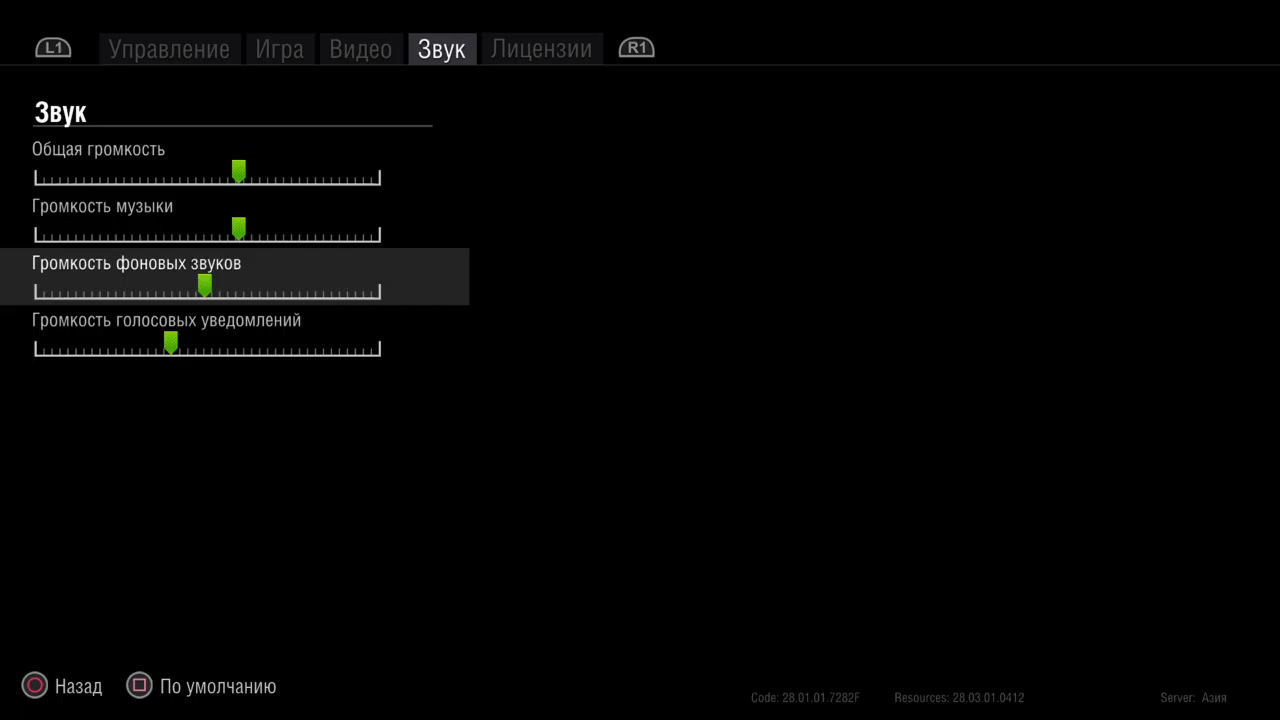 L1 Управление Игра Видео Звук Лицензии R1
Звук
Общая громкость
Громкость музыки
Громкость фоновых звуков
Громкость голосовых уведомлений
Назад По умолчанию
Code: 28.01.01.7282F Resources: 28.03.01.0412 Server: Азия